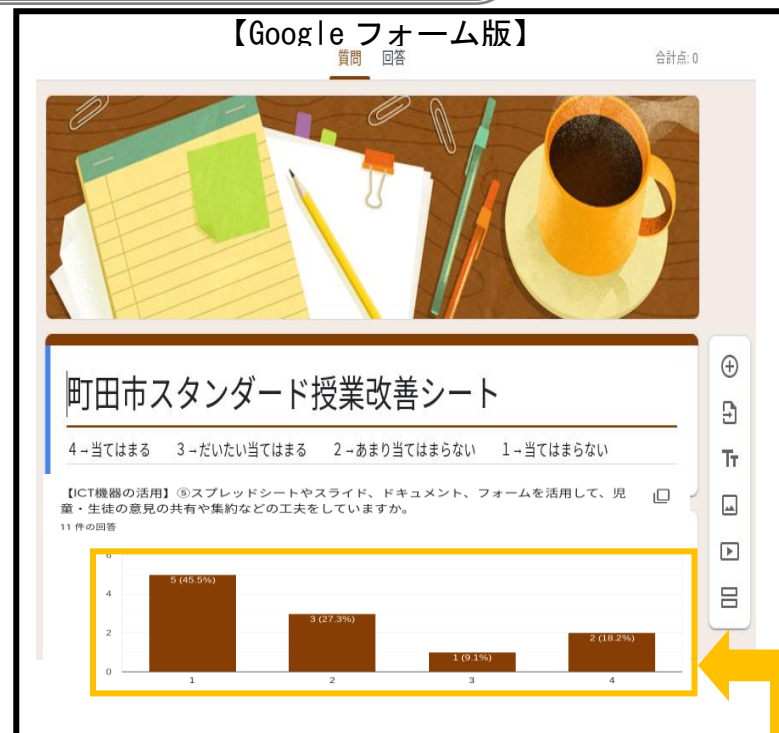 【Google フォーム版】
質問 回答 合計点: 0
町田市スタンダード授業改善シート
4→当てはまる 3→だいたい当てはまる 2→あまり当てはまらない 1→当てはまらない
【ICT機器の活用】⑤スプレッドシートやスライド、ドキュメント、フォームを活用して、児
童・生徒の意見の共有や集約などの工夫をしていますか。
11 件の回答
6
5 (45.5%)
4
3 (27.3%)
2
2 (18.2%)
1 (9.1%)
0
1 2 3 4
Tт